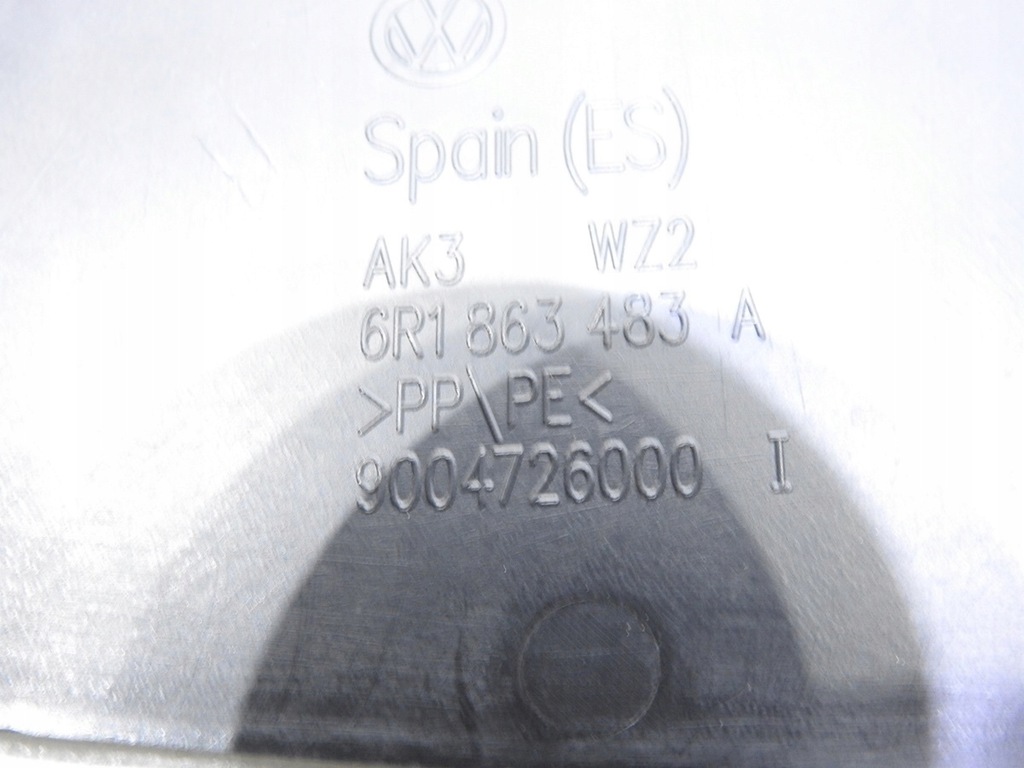 Spain (ES)
AK3 WZ2
6R1 863 483 A
>PP\PE<
9004726000 I